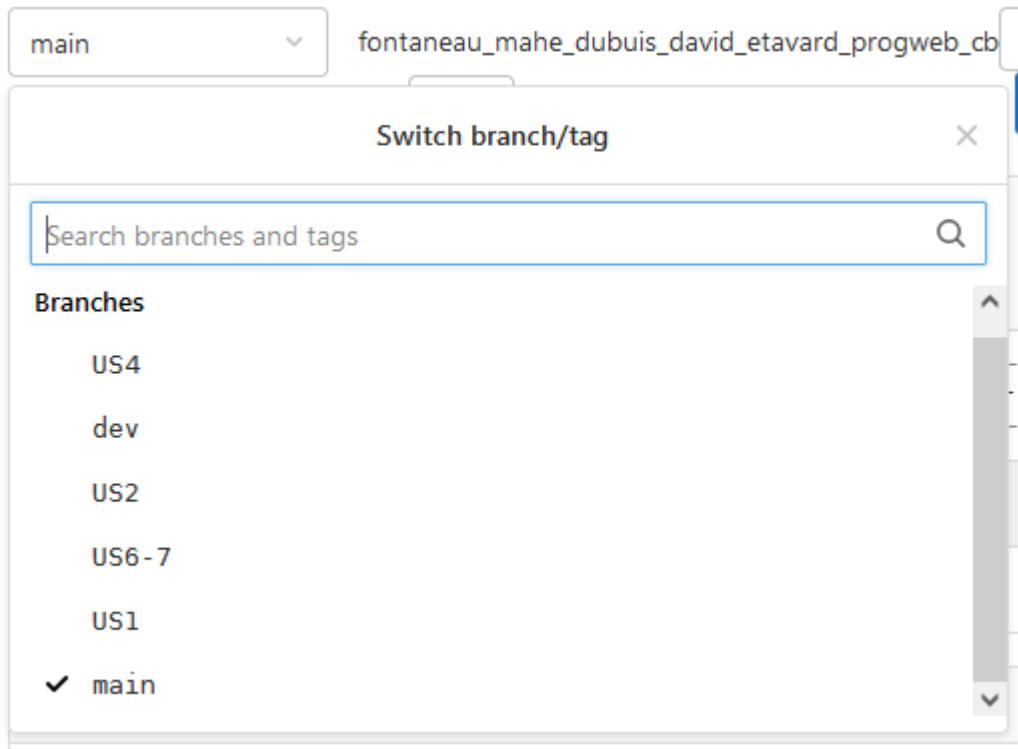 main fontaneau_mahe_dubuis_david_etavard_progweb_cb
Switch branch/tag
Search branches and tags
Branches
US4
dev
US2
US6-7
US1
main